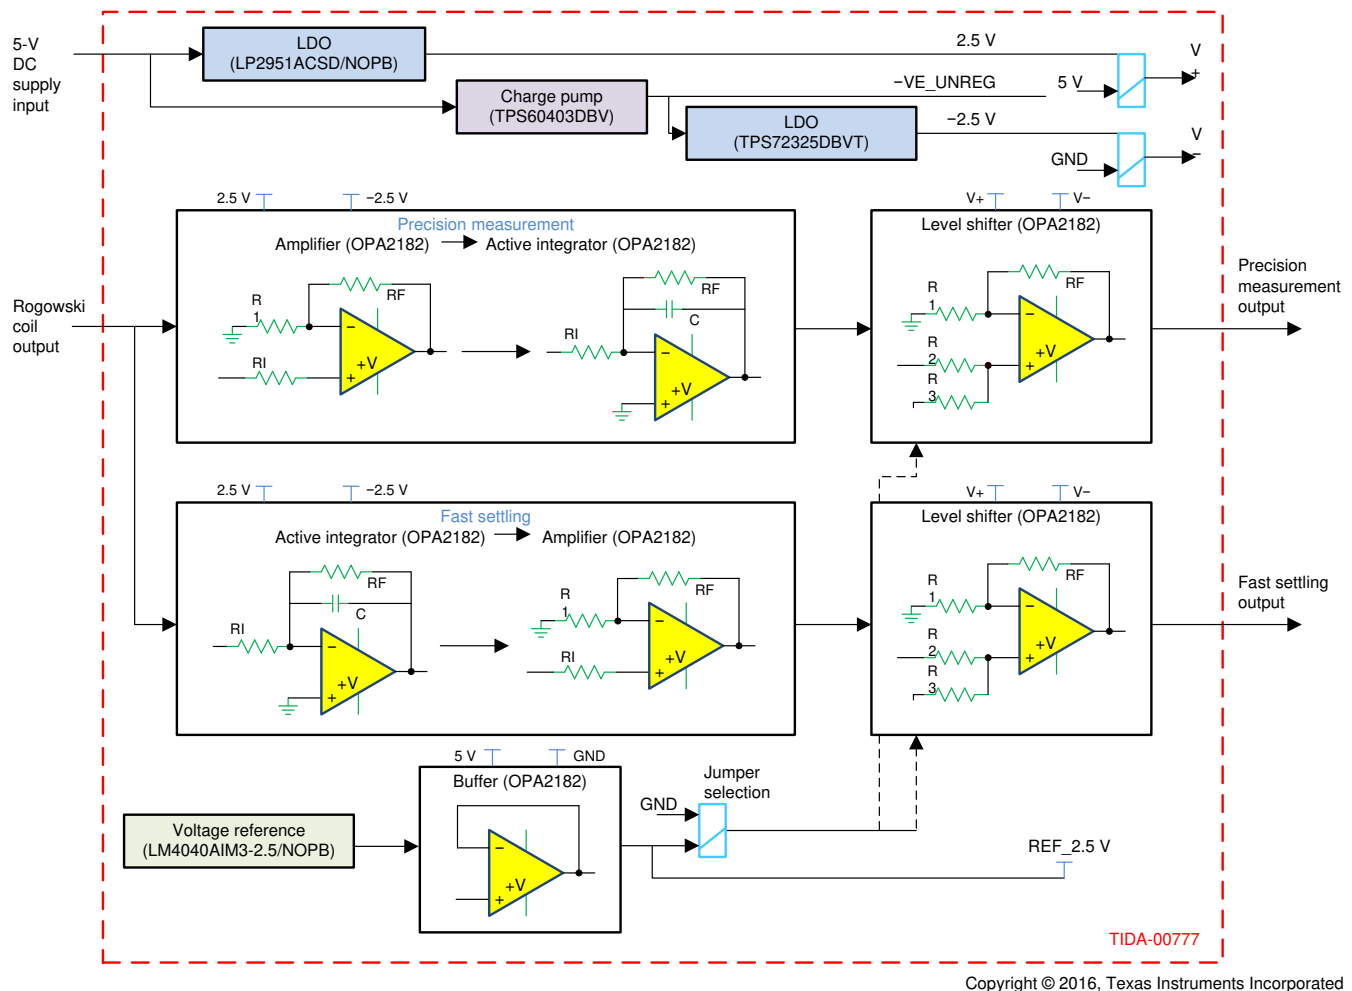 5-V
DC
supply
input
LDO
(LP2951ACSD/NOPB)
2.5 V
V
+
−VE_UNREG
5 V
Charge pump
(TPS60403DBV)
LDO
(TPS72325DBVT)
−2.5 V
V
−
GND
2.5 V
−2.5 V
Precision measurement
Amplifier (OPA2182)
Active integrator (OPA2182)
R
1
RF
RI
−
+V
+
RF
C
RI
−
+V
+
V+
V−
Level shifter (OPA2182)
R
1
RF
−
R
2
+V
+
R
3
Rogowski
coil
output
Precision
measurement
output
2.5 V
−2.5 V
Fast settling
Active integrator (OPA2182)
Amplifier (OPA2182)
RF
C
RI
−
+V
+
R
1
RF
−
RI
+V
+
V+
V−
Level shifter (OPA2182)
R
1
RF
−
R
2
+V
+
R
3
Fast settling
output
5 V
GND
Buffer (OPA2182)
−
+V
+
Voltage reference
(LM4040AIM3-2.5/NOPB)
Jumper
selection
GND
REF_2.5 V
TIDA-00777
Copyright © 2016, Texas Instruments Incorporated